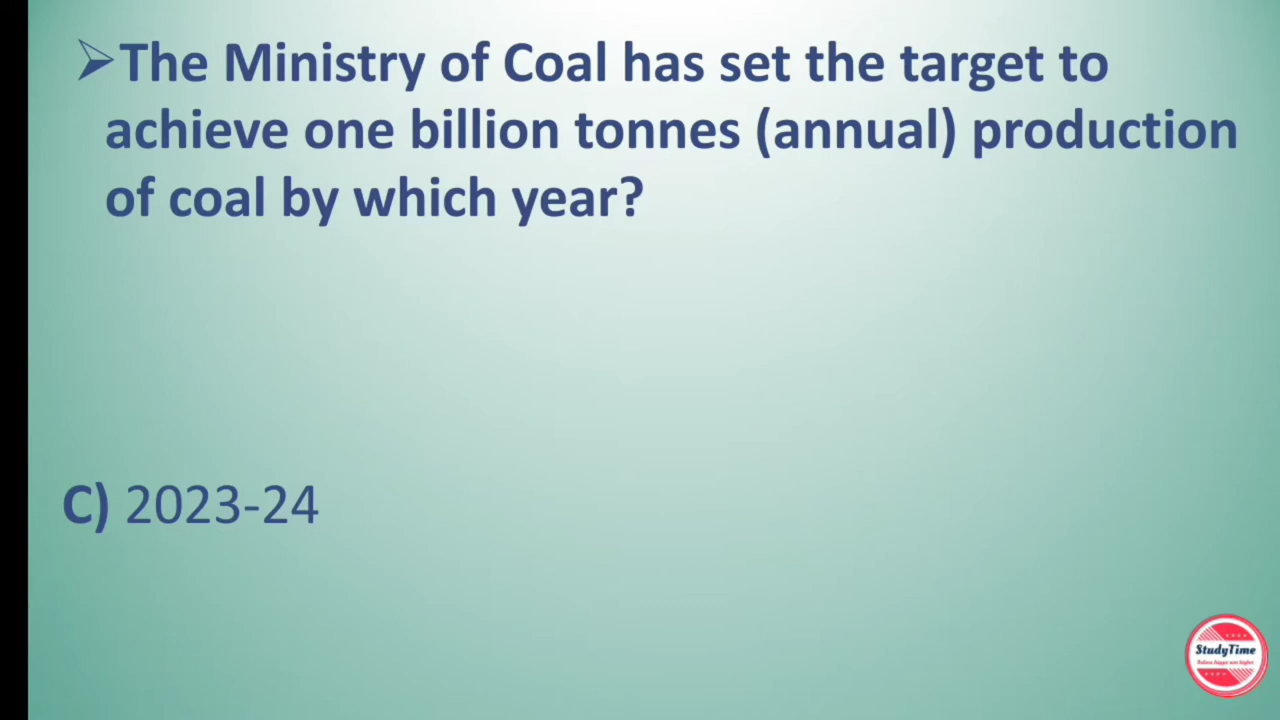 ➢The Ministry of Coal has set the target to
achieve one billion tonnes (annual) production
of coal by which year?
C) 2023-24
StudyTime